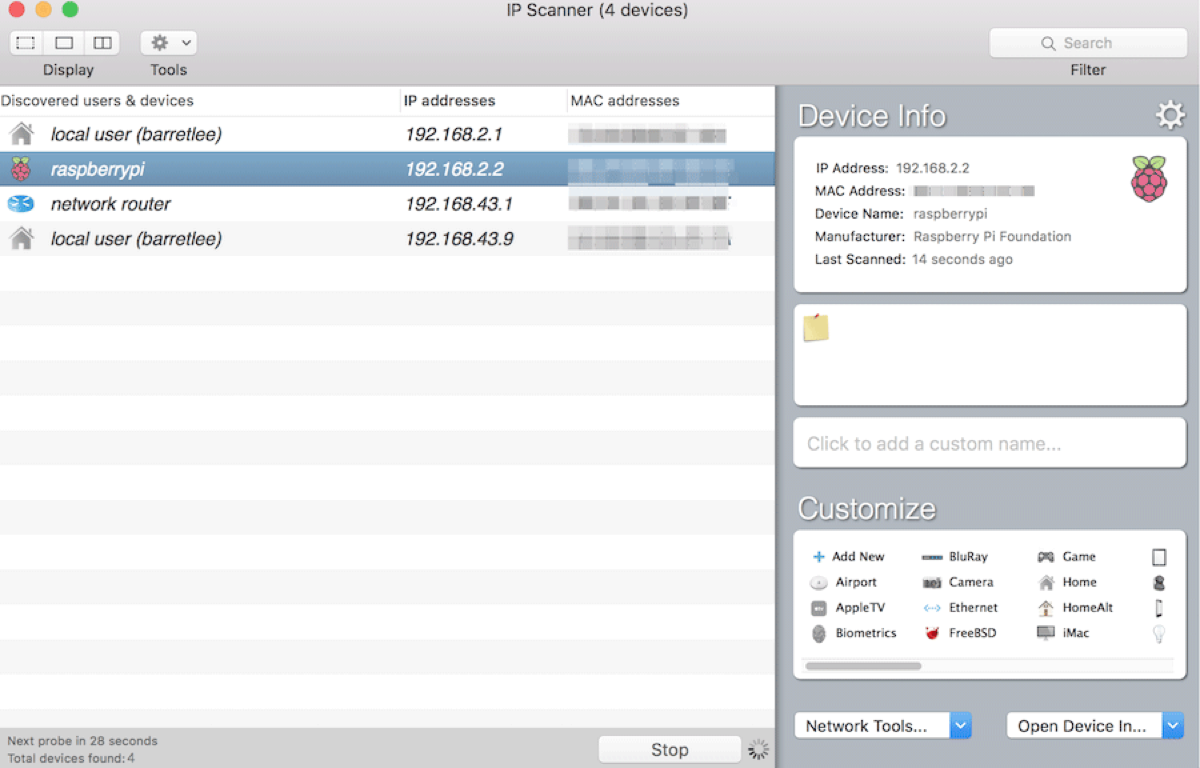 IP Scanner (4 devices)
Display
Tools
Search
Filter
Discovered users & devices IP addresses MAC addresses
local user (barretlee) 192.168.2.1
raspberrypi 192.168.2.2
network router 192.168.43.1
local user (barretlee) 192.168.43.9
Next probe in 28 seconds
Total devices found: 4
Stop
Device Info
IP Address: 192.168.2.2
MAC Address:
Device Name: raspberrypi
Manufacturer: Raspberry Pi Foundation
Last Scanned: 14 seconds ago
Click to add a custom name...
Customize
Add New BluRay Game
Airport Camera Home
AppleTV Ethernet HomeAlt
Biometrics FreeBSD iMac
Network Tools... Open Device In...